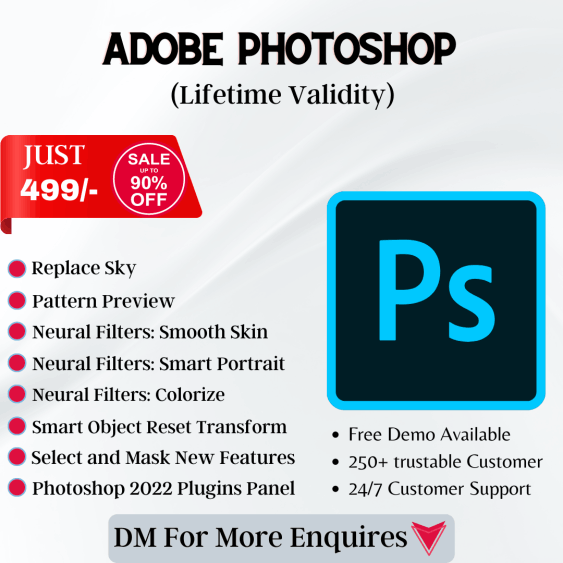 ADOBE PHOTOSHOP
(Lifetime Validity)
JUST
499/-
SALE
UP TO
90%
OFF
Replace Sky
Pattern Preview
Neural Filters: Smooth Skin
Neural Filters: Smart Portrait
Neural Filters: Colorize
Smart Object Reset Transform
Select and Mask New Features
Photoshop 2022 Plugins Panel
Ps
Free Demo Available
250+ trustable Customer
24/7 Customer Support
DM For More Enquires